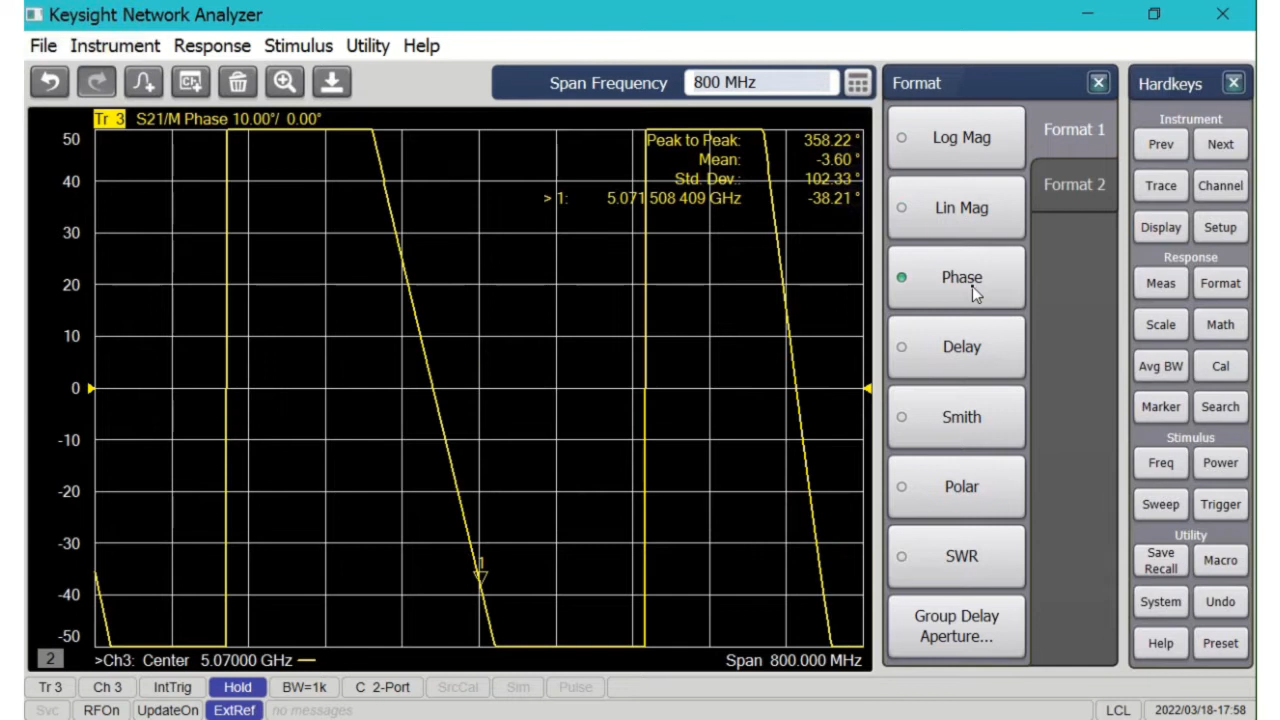 Keysight Network Analyzer
File Instrument Response Stimulus Utility Help
Span Frequency 800 MHz
Tr 3 S21/M Phase 10.00°/ 0.00°
50
40
30
20
10
0
-10
-20
-30
-40
-50
Peak to Peak: 358.22 °
Mean: -3.60 °
Std. Dev.: 102.33 °
> 1: 5.071 508 409 GHz -38.21 °
1
2 >Ch3: Center 5.07000 GHz Span 800.000 MHz
Format
Log Mag
Lin Mag
Phase
Delay
Smith
Polar
SWR
Group Delay
Aperture...
Format 1
Format 2
Hardkeys
Instrument
Prev Next
Trace Channel
Display Setup
Response
Meas Format
Scale Math
Avg BW Cal
Marker Search
Stimulus
Freq Power
Sweep Trigger
Utility
Save
Recall Macro
System Undo
Help Preset
Tr 3 Ch 3 IntTrig Hold BW=1k C 2-Port SrcCal Sim Pulse
Svc RFOn UpdateOn ExtRef no messages LCL 2022/03/18-17:58